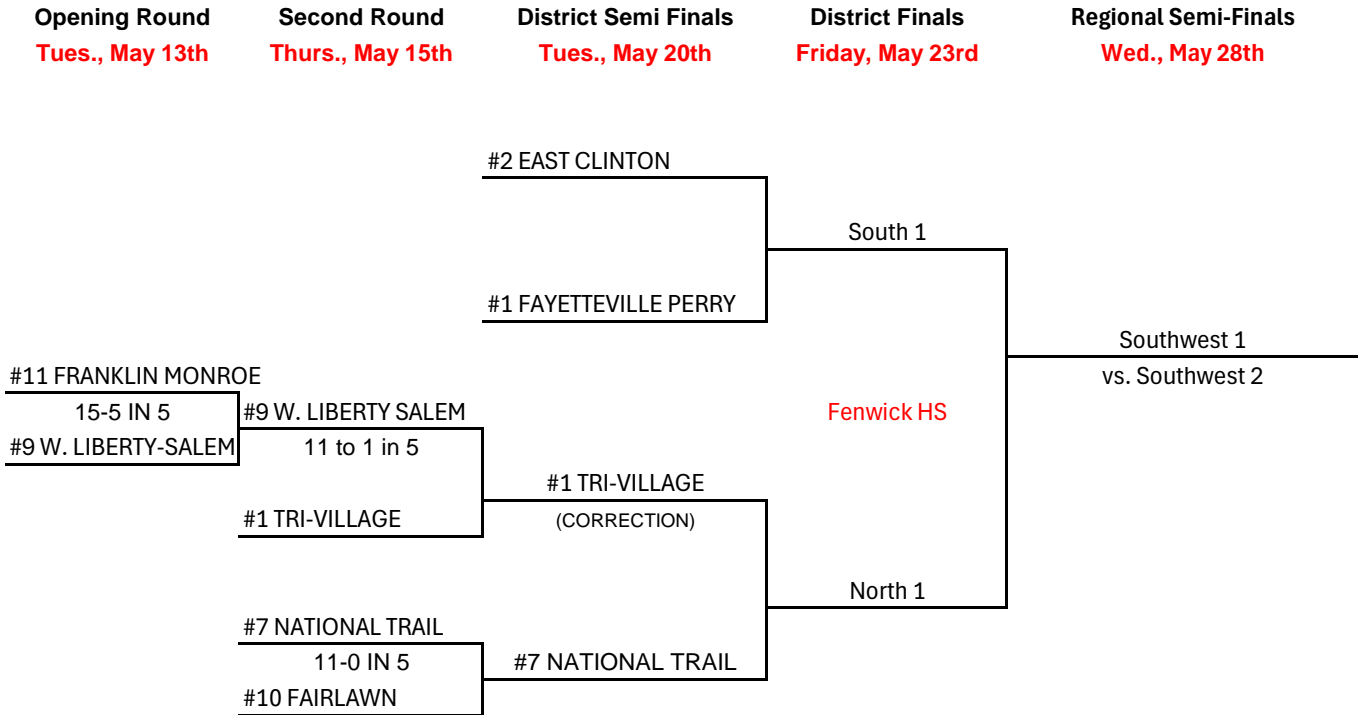 Opening Round Second Round District Semi Finals District Finals Regional Semi-Finals
Tues., May 13th Thurs., May 15th Tues., May 20th Friday, May 23rd Wed., May 28th
#2 EAST CLINTON
South 1
#1 FAYETTEVILLE PERRY
Southwest 1
#11 FRANKLIN MONROE vs. Southwest 2
15-5 IN 5 #9 W. LIBERTY SALEM Fenwick HS
#9 W. LIBERTY-SALEM 11 to 1 in 5
#1 TRI-VILLAGE
#1 TRI-VILLAGE (CORRECTION)
North 1
#7 NATIONAL TRAIL
11-0 IN 5 #7 NATIONAL TRAIL
#10 FAIRLAWN